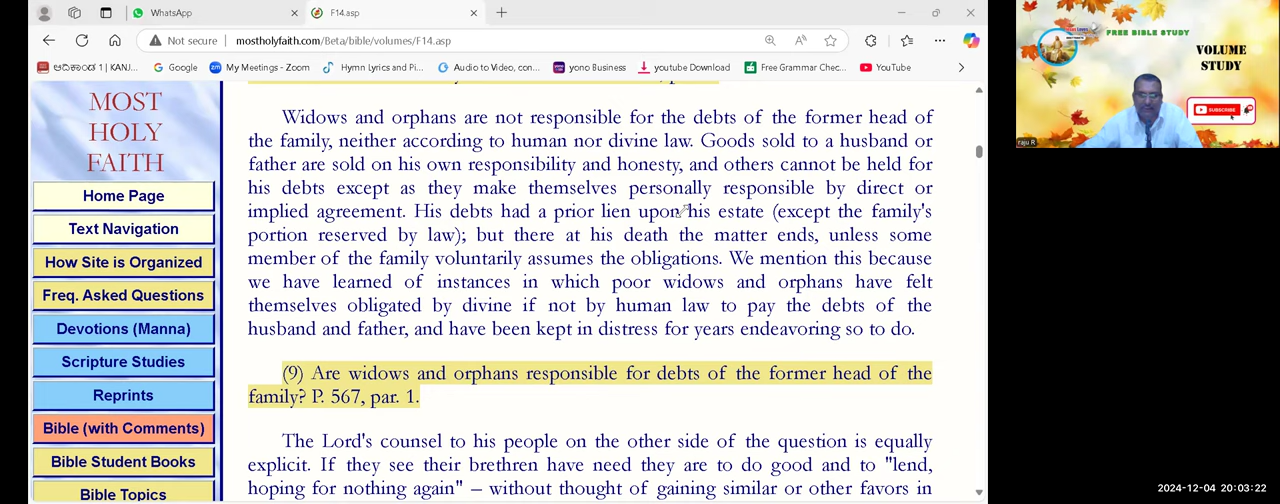 WhatsApp
F14.asp
Not secure
mostholyfaith.com/Beta/bible/volumes/F14.asp
ಆದಿಕಾಂಡ 1 | KANJ...
Google
My Meetings - Zoom
Hymn Lyrics and Pi...
Audio to Video, con...
yono Business
youtube Download
Free Grammar Chec...
YouTube
MOST
HOLY
FAITH
Home Page
Text Navigation
How Site is Organized
Freq. Asked Questions
Devotions (Manna)
Scripture Studies
Reprints
Bible (with Comments)
Bible Student Books
Bible Topics
Widows and orphans are not responsible for the debts of the former head of
the family, neither according to human nor divine law. Goods sold to a husband or
father are sold on his own responsibility and honesty, and others cannot be held for
his debts except as they make themselves personally responsible by direct or
implied agreement. His debts had a prior lien upon his estate (except the family's
portion reserved by law); but there at his death the matter ends, unless some
member of the family voluntarily assumes the obligations. We mention this because
we have learned of instances in which poor widows and orphans have felt
themselves obligated by divine if not by human law to pay the debts of the
husband and father, and have been kept in distress for years endeavoring so to do.
(9) Are widows and orphans responsible for debts of the former head of the
family? P. 567, par. 1.
The Lord's counsel to his people on the other side of the question is equally
explicit. If they see their brethren have need they are to do good and to "lend,
hoping for nothing again" – without thought of gaining similar or other favors in
FREE BIBLE STUDY
VOLUME
STUDY
SUBSCRIBE
raju R
2024-12-04 20:03:22